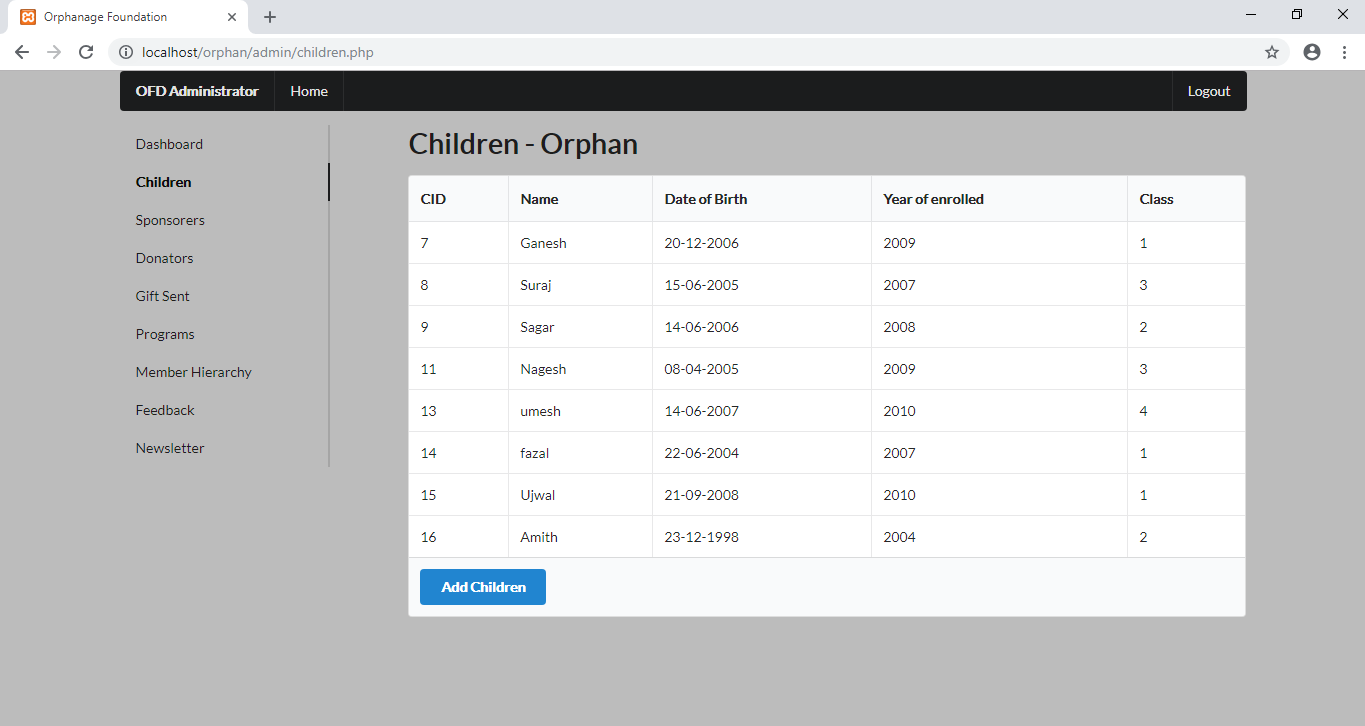 Orphanage Foundation
localhost/orphan/admin/children.php
OFD Administrator Home Logout
Dashboard
Children
Sponsorers
Donators
Gift Sent
Programs
Member Hierarchy
Feedback
Newsletter
Children - Orphan
CID Name Date of Birth Year of enrolled Class
7 Ganesh 20-12-2006 2009 1
8 Suraj 15-06-2005 2007 3
9 Sagar 14-06-2006 2008 2
11 Nagesh 08-04-2005 2009 3
13 umesh 14-06-2007 2010 4
14 fazal 22-06-2004 2007 1
15 Ujwal 21-09-2008 2010 1
16 Amith 23-12-1998 2004 2
Add Children